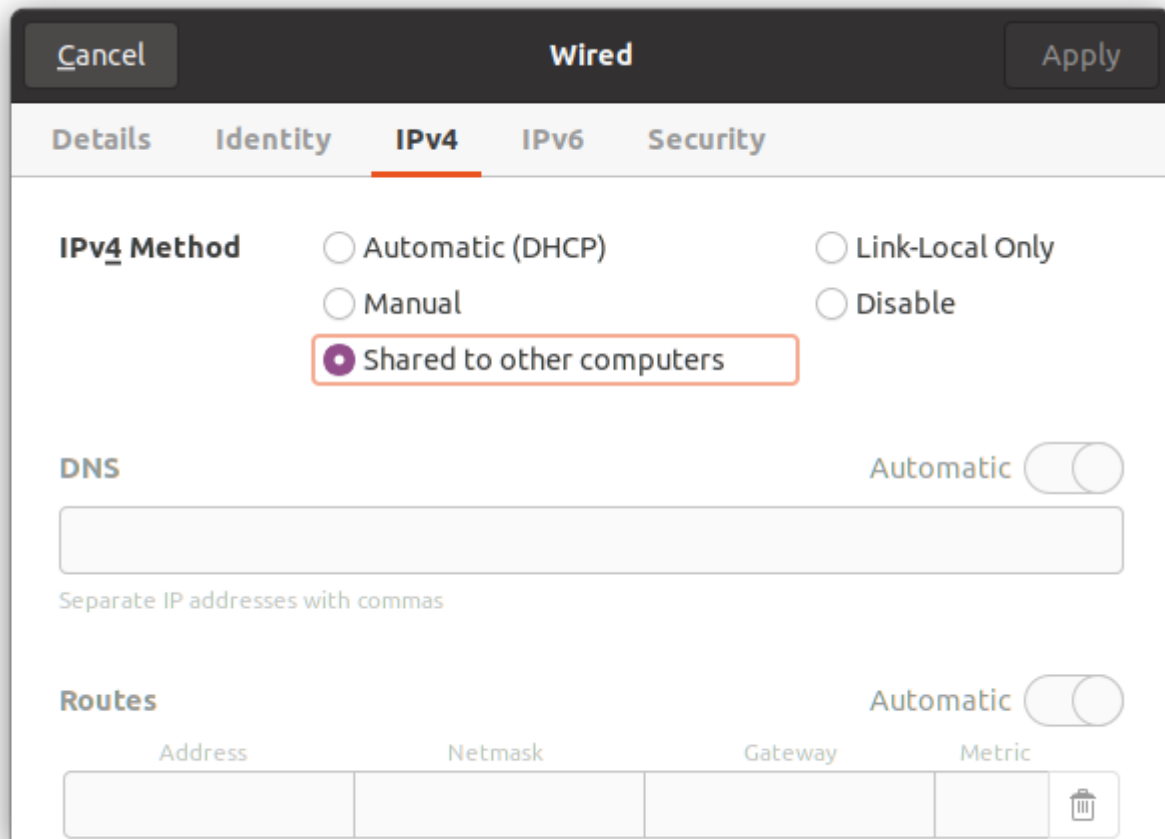 Cancel Wired Apply
Details Identity IPv4 IPv6 Security
IPv4 Method Automatic (DHCP) Link-Local Only
Manual Disable
Shared to other computers
DNS Automatic
Separate IP addresses with commas
Routes Automatic
Address Netmask Gateway Metric